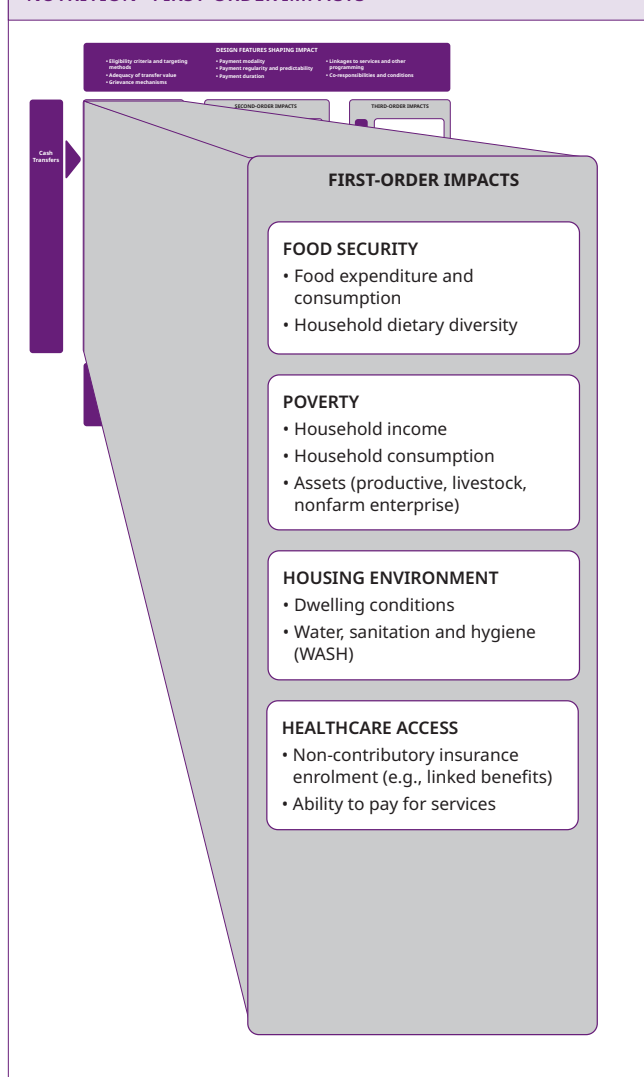 DESIGN FEATURES SHAPING IMPACT
• Eligibility criteria and targeting
methods
• Adequacy of transfer value
• Grievance mechanisms
• Payment modality
• Payment regularity and predictability
• Payment duration
• Linkages to services and other
programming
• Co-responsibilities and conditions
Cash
Transfers
SECOND-ORDER IMPACTS
THIRD-ORDER IMPACTS
FIRST-ORDER IMPACTS
FOOD SECURITY
• Food expenditure and
consumption
• Household dietary diversity
POVERTY
• Household income
• Household consumption
• Assets (productive, livestock,
nonfarm enterprise)
HOUSING ENVIRONMENT
• Dwelling conditions
• Water, sanitation and hygiene
(WASH)
HEALTHCARE ACCESS
• Non-contributory insurance
enrolment (e.g., linked benefits)
• Ability to pay for services